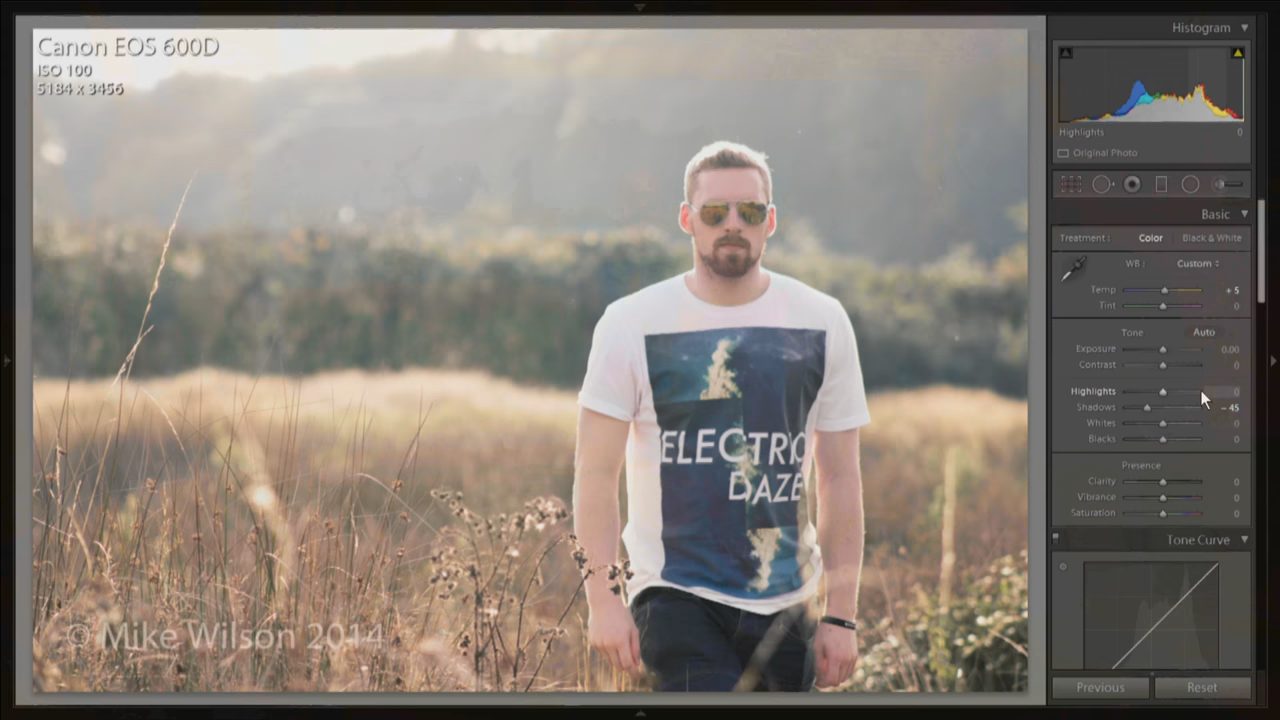 Canon EOS 600D
ISO 100
5184 x 3456
ELECTRIC
DAZE
© Mike Wilson 2014
Histogram
Highlights 0
Original Photo
Basic
Treatment : Color Black & White
WB : Custom
Temp + 5
Tint 0
Tone Auto
Exposure 0.00
Contrast 0
Highlights 0
Shadows – 45
Whites 0
Blacks 0
Presence
Clarity 0
Vibrance 0
Saturation 0
Tone Curve
Previous Reset